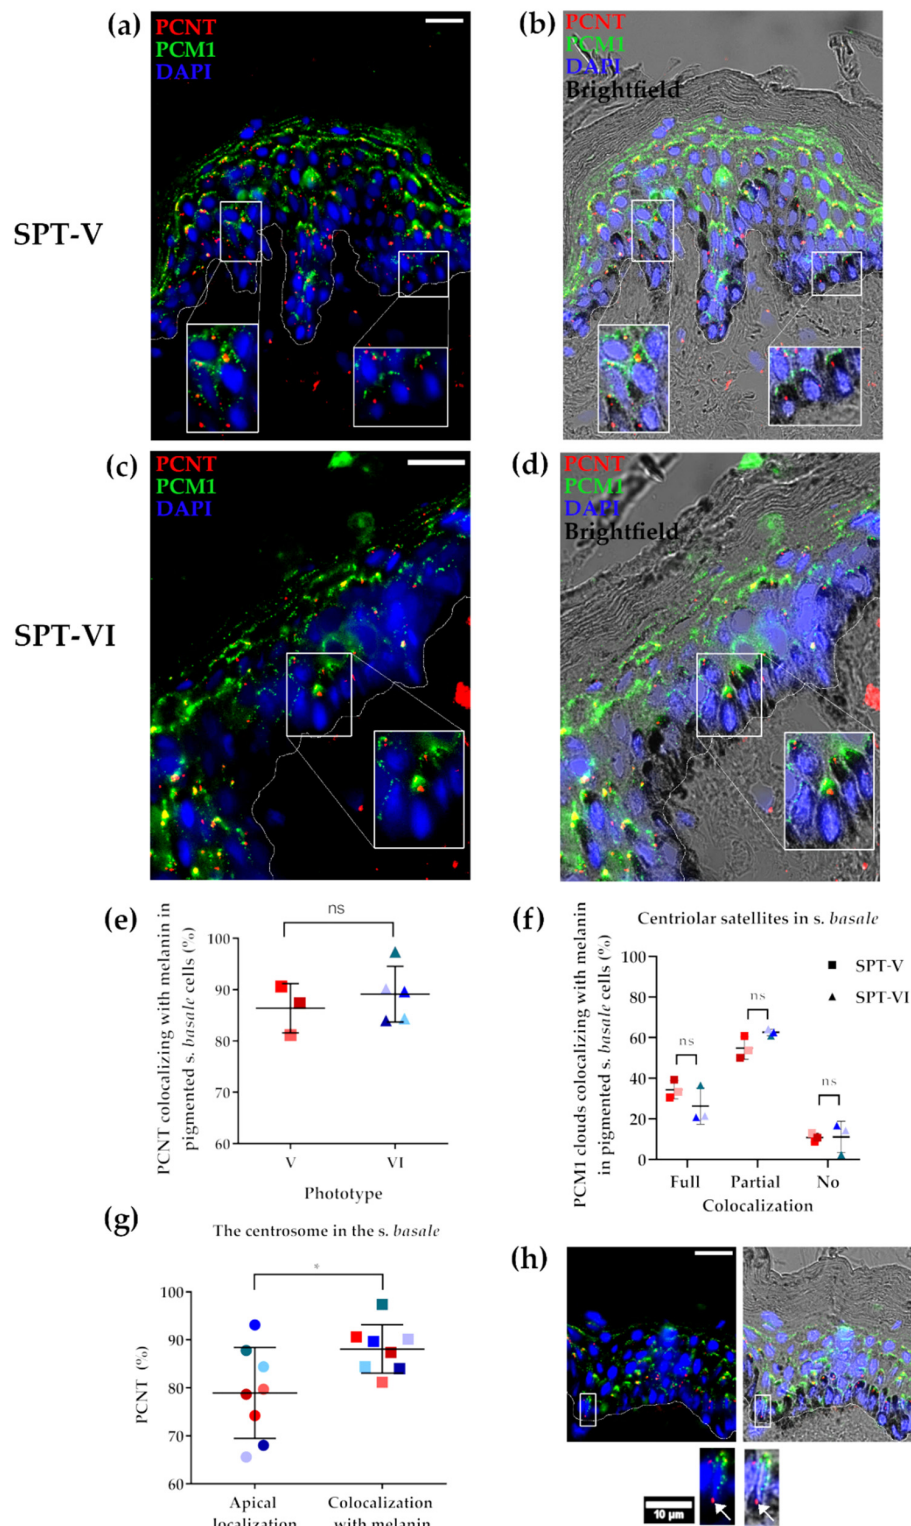 (a)
PCNT
PCM1
DAPI
(b)
PCNT
PCM1
DAPI
Brightfield
SPT-V
(c)
PCNT
PCM1
DAPI
(d)
PCNT
PCM1
DAPI
Brightfield
SPT-VI
(e)
PCNT colocalizing with melanin in
pigmented s. basale cells (%)
100
90
80
70
60
ns
V
VI
Phototype
(f)
Centriolar satellites in s. basale
PCM1 clouds colocalizing with melanin
in pigmented s. basale cells (%)
100
80
60
40
20
0
ns
ns
ns
SPT-V
SPT-VI
Full
Partial
No
Colocalization
(g)
The centrosome in the s. basale
PCNT (%)
100
90
80
70
60
*
Apical
localization
Colocalization
with melanin
(h)
10 µm